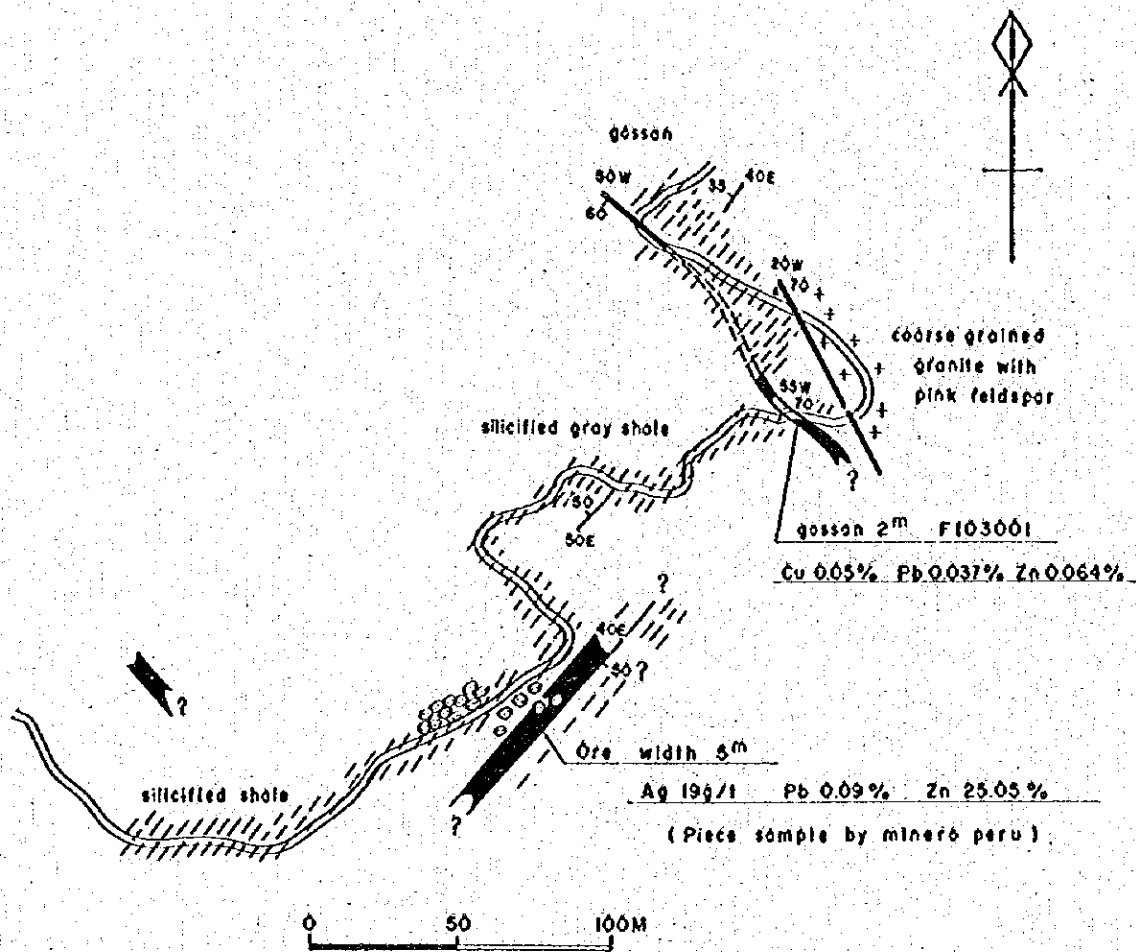 gossan
50W
60
35
40E
20W
70
coarse grained
granite with
pink feldspar
55W
70
silicified gray shale
?
50
50E
gossan 2m F103001
Cu 0.05% Pb 0.037% Zn 0.064%
?
40E
50 ?
?
Ore width 5m
silicified shale
Ag 19g/t Pb 0.09% Zn 25.05%
?
(Piece sample by minero peru)
0 50 100M